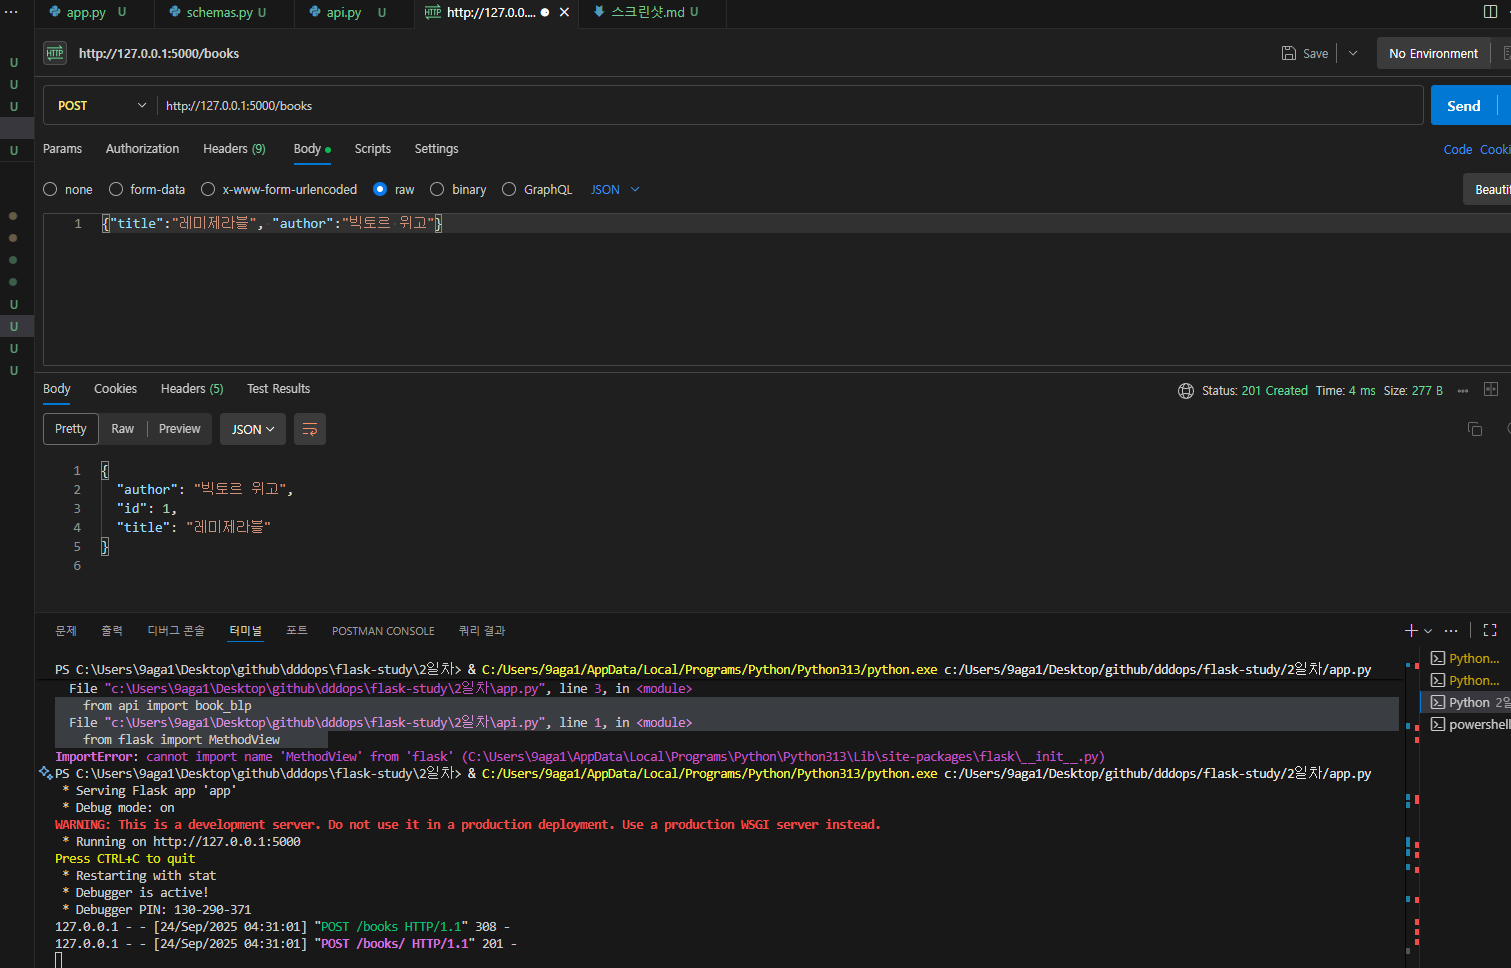 app.py U schemas.py U api.py U http://127.0.0.... 스크린샷.md U
U
U
U
U
U
U
U
U
HTTP http://127.0.0.1:5000/books Save No Environment
POST http://127.0.0.1:5000/books Send
Params Authorization Headers (9) Body Scripts Settings Code Cooki
none form-data x-www-form-urlencoded raw binary GraphQL JSON Beautif
1 {"title":"레미제라블", "author":"빅토르 위고"}
Body Cookies Headers (5) Test Results Status: 201 Created Time: 4 ms Size: 277 B
Pretty Raw Preview JSON
1 {
2 "author": "빅토르 위고",
3 "id": 1,
4 "title": "레미제라블"
5 }
6
문제 출력 디버그 콘솔 터미널 포트 POSTMAN CONSOLE 쿼리 결과
PS C:\Users\9aga1\Desktop\github\dddops\flask-study\2일차> & C:/Users/9aga1/AppData/Local/Programs/Python/Python313/python.exe c:/Users/9aga1/Desktop/github/dddops/flask-study/2일차/app.py
File "c:\Users\9aga1\Desktop\github\dddops\flask-study\2일차\app.py", line 3, in <module>
from api import book_blp
File "c:\Users\9aga1\Desktop\github\dddops\flask-study\2일차\api.py", line 1, in <module>
from flask import MethodView
ImportError: cannot import name 'MethodView' from 'flask' (C:\Users\9aga1\AppData\Local\Programs\Python\Python313\Lib\site-packages\flask\__init__.py)
PS C:\Users\9aga1\Desktop\github\dddops\flask-study\2일차> & C:/Users/9aga1/AppData/Local/Programs/Python/Python313/python.exe c:/Users/9aga1/Desktop/github/dddops/flask-study/2일차/app.py
* Serving Flask app 'app'
* Debug mode: on
WARNING: This is a development server. Do not use it in a production deployment. Use a production WSGI server instead.
* Running on http://127.0.0.1:5000
Press CTRL+C to quit
* Restarting with stat
* Debugger is active!
* Debugger PIN: 130-290-371
127.0.0.1 - - [24/Sep/2025 04:31:01] "POST /books HTTP/1.1" 308 -
127.0.0.1 - - [24/Sep/2025 04:31:01] "POST /books/ HTTP/1.1" 201 -
Python...
Python...
Python 2일
powershell